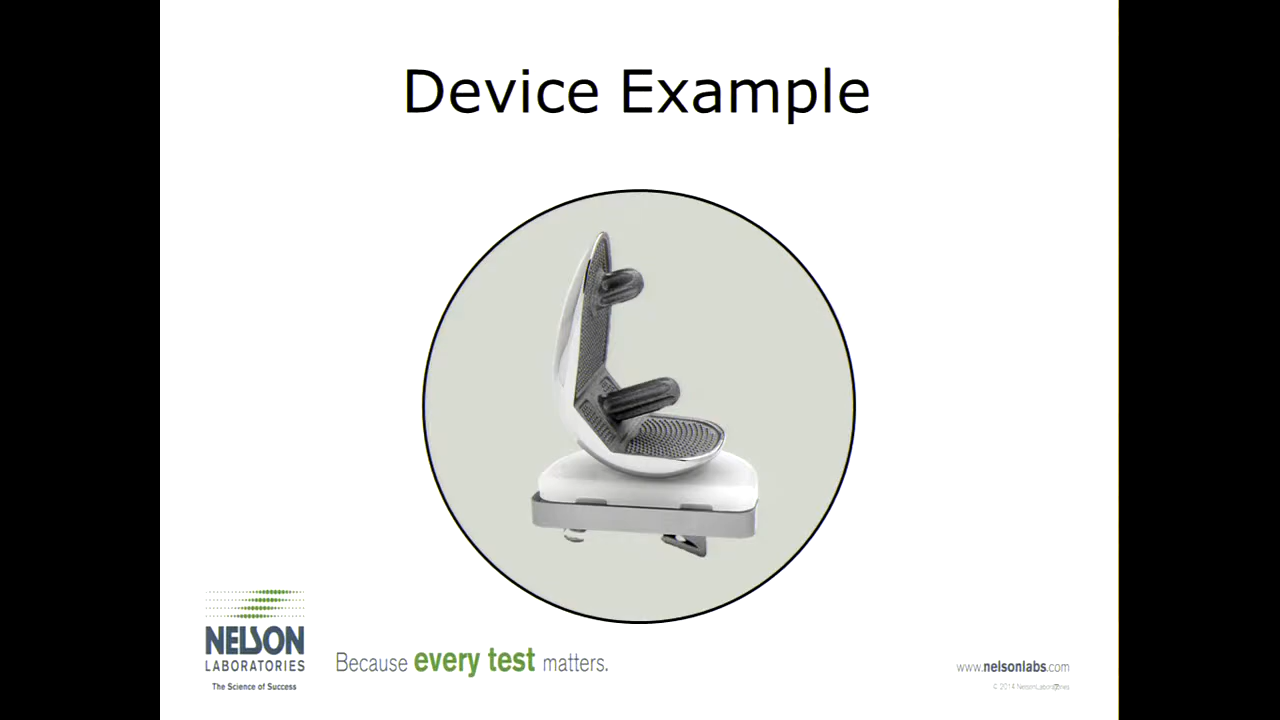 Device Example
NELSON
LABORATORIES
The Science of Success
Because every test matters.
www.nelsonlabs.com
© 2014 Nelson Laboratories